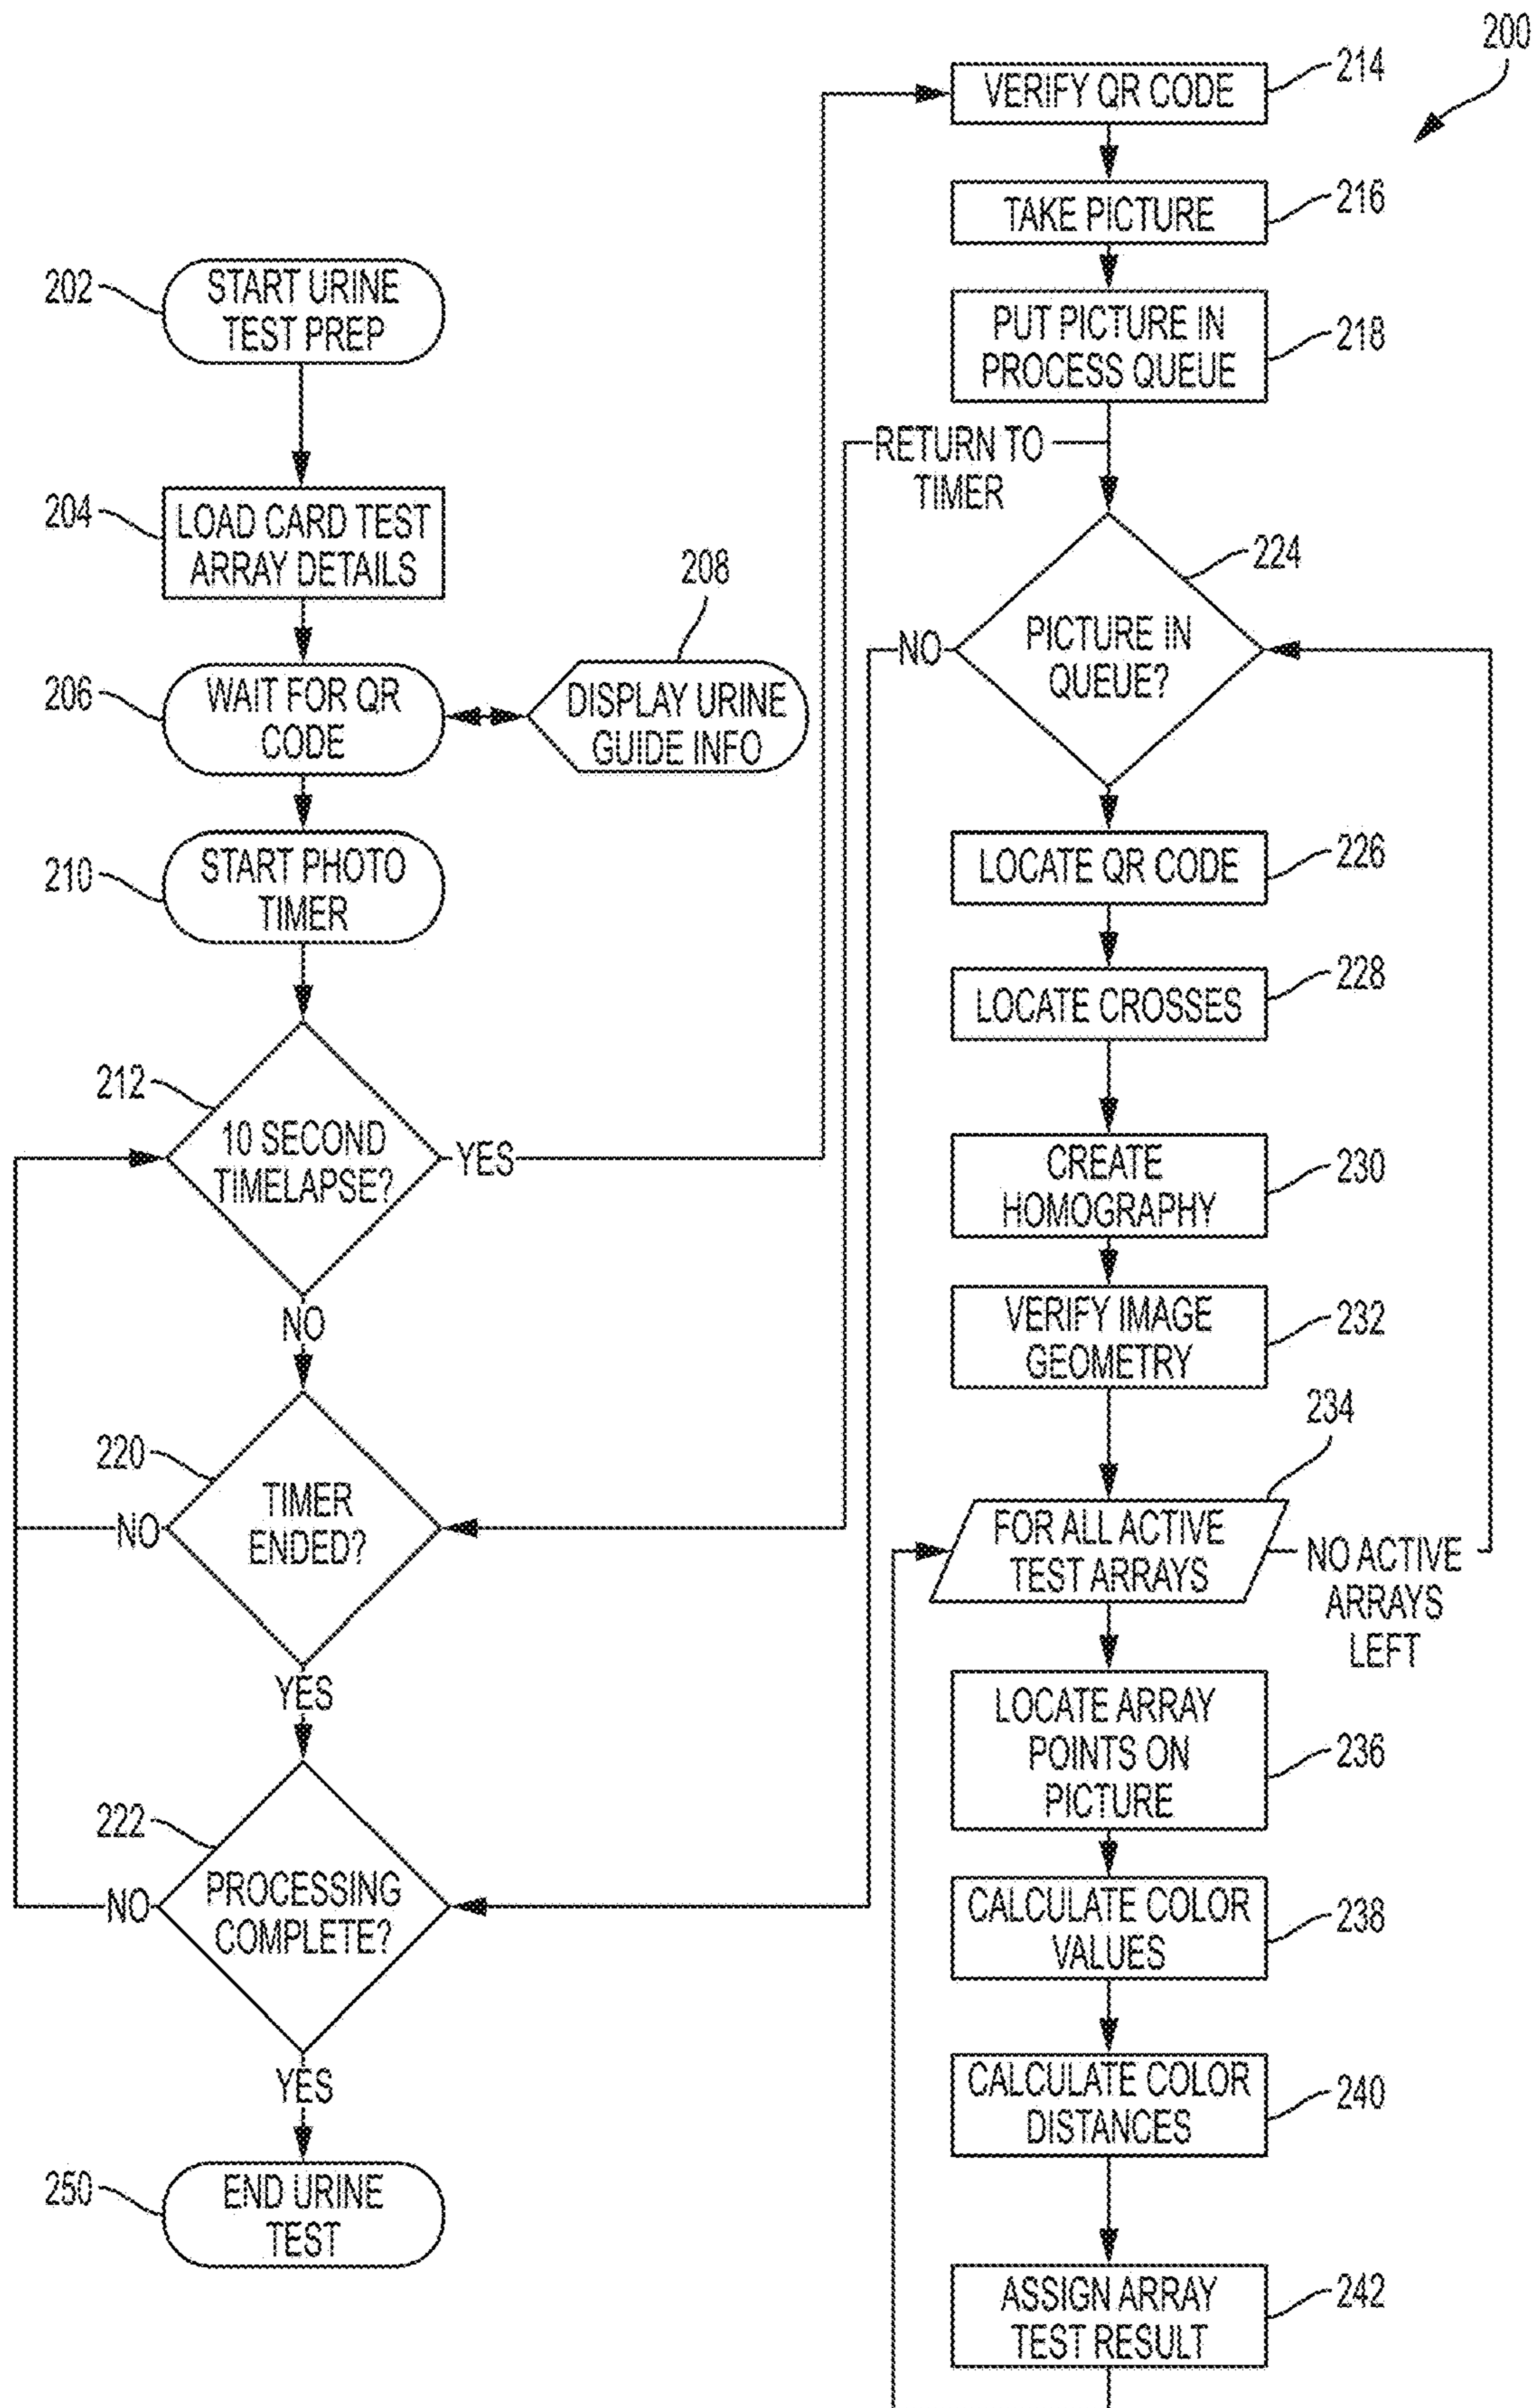 200
202
START URINE
TEST PREP
204
LOAD CARD TEST
ARRAY DETAILS
206
WAIT FOR QR
CODE
208
DISPLAY URINE
GUIDE INFO
210
START PHOTO
TIMER
212
10 SECOND
TIMELAPSE?
YES
NO
220
TIMER
ENDED?
NO
YES
222
PROCESSING
COMPLETE?
NO
YES
250
END URINE
TEST
VERIFY QR CODE
214
TAKE PICTURE
216
PUT PICTURE IN
PROCESS QUEUE
218
RETURN TO
TIMER
224
PICTURE IN
QUEUE?
NO
LOCATE QR CODE
226
LOCATE CROSSES
228
CREATE
HOMOGRAPHY
230
VERIFY IMAGE
GEOMETRY
232
234
FOR ALL ACTIVE
TEST ARRAYS
NO ACTIVE
ARRAYS
LEFT
LOCATE ARRAY
POINTS ON
PICTURE
236
CALCULATE COLOR
VALUES
238
CALCULATE COLOR
DISTANCES
240
ASSIGN ARRAY
TEST RESULT
242